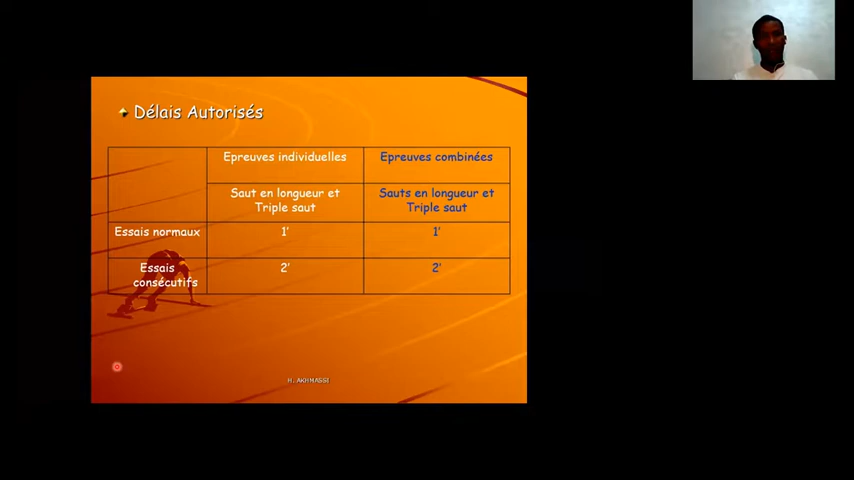 Délais Autorisés
Epreuves individuelles
Epreuves combinées
Saut en longueur et
Triple saut
Sauts en longueur et
Triple saut
Essais normaux
1'
1'
Essais
consécutifs
2'
2'
H. AKHMASSI